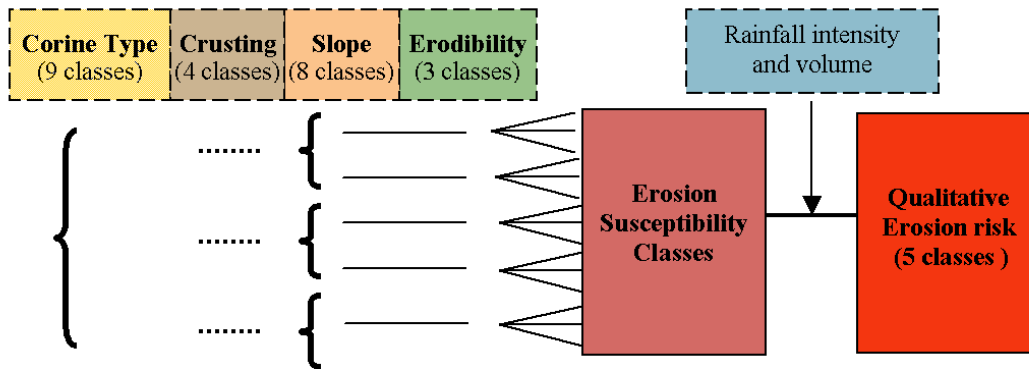 Corine Type
(9 classes)
Crusting
(4 classes)
Slope
(8 classes)
Erodibility
(3 classes)
Rainfall intensity
and volume
Erosion
Susceptibility
Classes
Qualitative
Erosion risk
(5 classes )